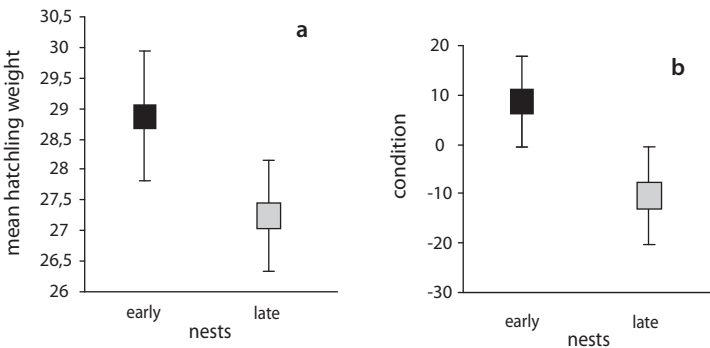 a
mean hatchling weight
30,5
30
29,5
29
28,5
28
27,5
27
26,5
26
early late
nests
b
condition
20
10
0
-10
-20
-30
early late
nests